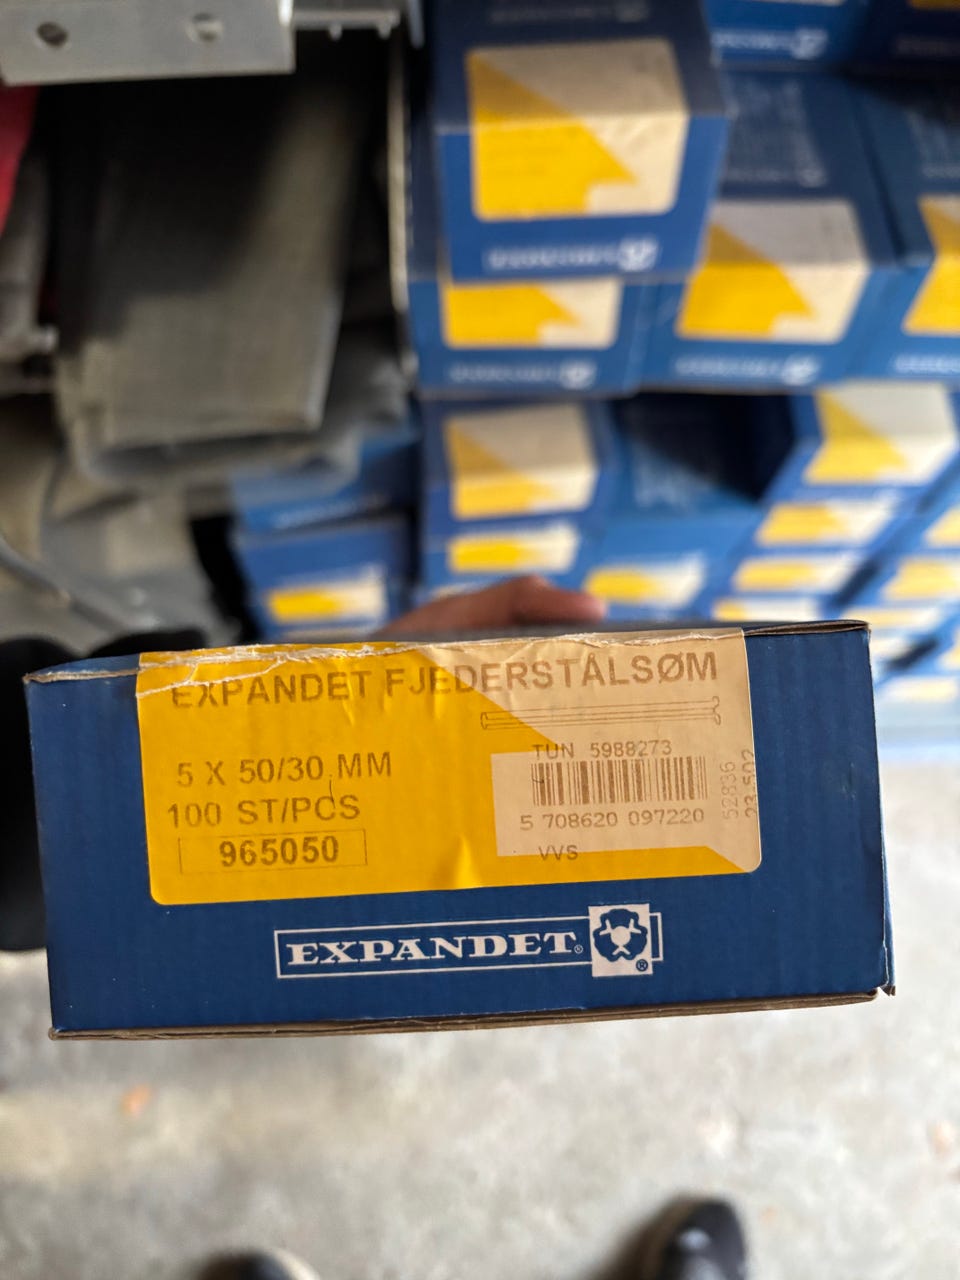 EXPANDET FJEDERSTÅLSØM
5 X 50/30 MM
100 ST/PCS
965050
TUN 5988273
5 708620 097220
VVS
52836
23.502
EXPANDET®
®